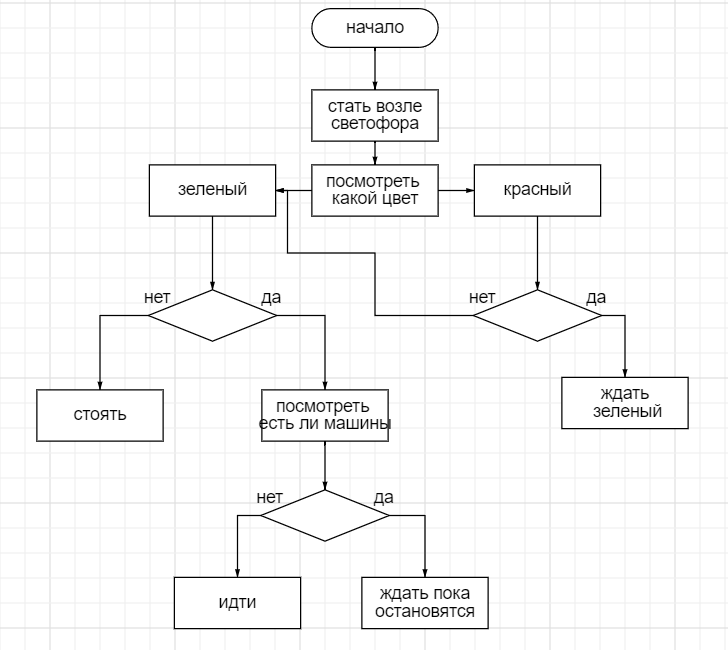 начало
стать возле
светофора
зеленый
посмотреть
какой цвет
красный
нет
да
нет
да
стоять
посмотреть
есть ли машины
ждать
зеленый
нет
да
идти
ждать пока
остановятся